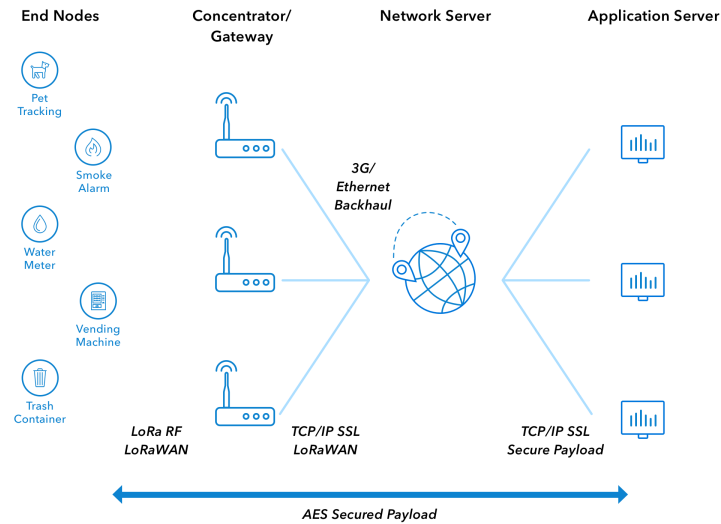 End Nodes
Concentrator/
Gateway
Network Server
Application Server
Pet
Tracking
Smoke
Alarm
Water
Meter
Vending
Machine
Trash
Container
3G/
Ethernet
Backhaul
LoRa RF
LoRaWAN
TCP/IP SSL
LoRaWAN
TCP/IP SSL
Secure Payload
AES Secured Payload